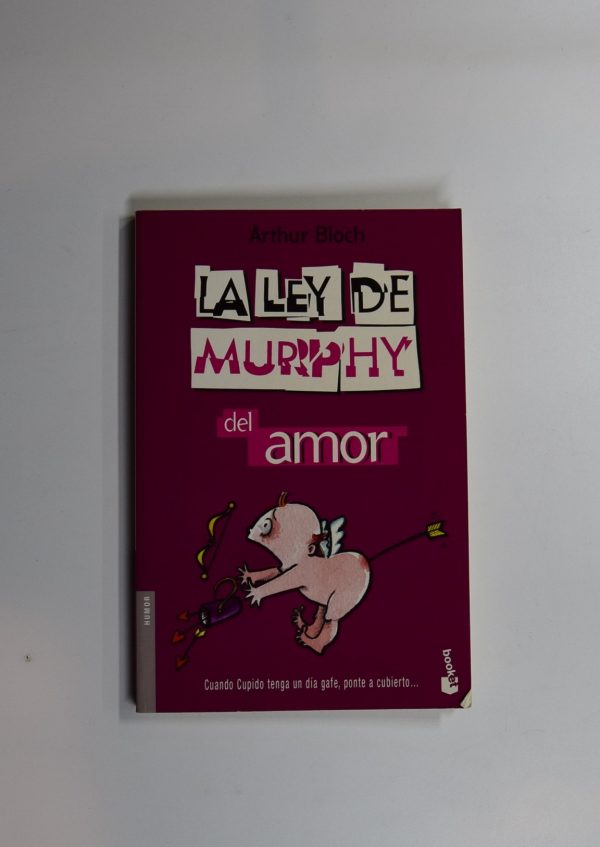 Arthur Bloch
LA LEY DE
MURPHY
del
amor
HUMOR
Cuando Cupido tenga un día gafe, ponte a cubierto...
booket